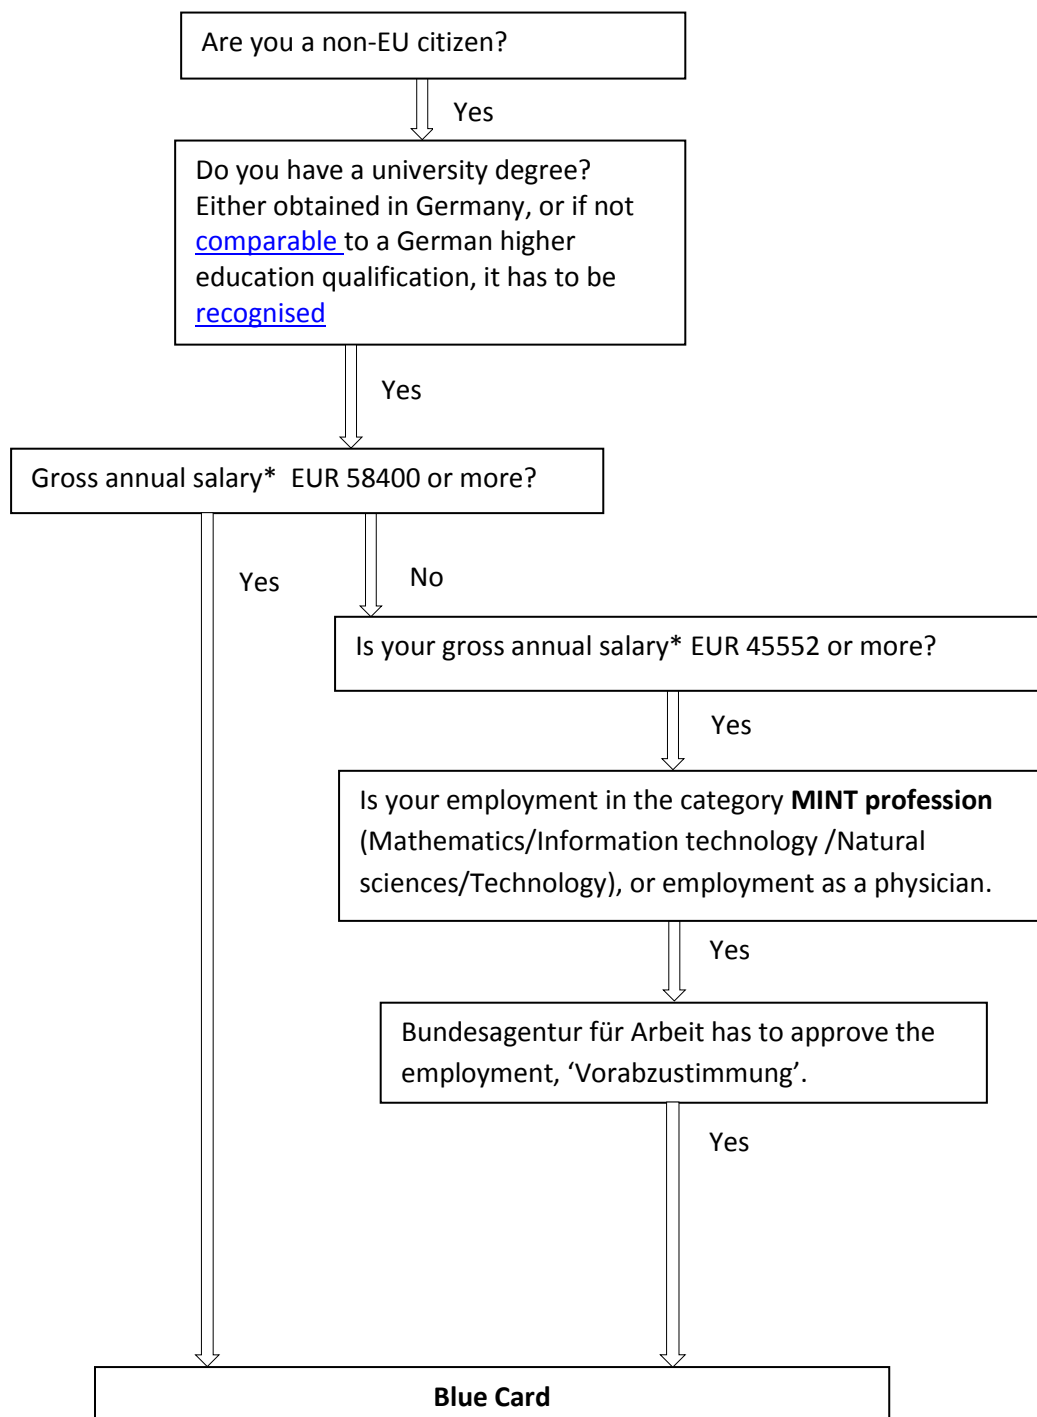 Are you a non-EU citizen?
Yes
Do you have a university degree?
Either obtained in Germany, or if not
comparable to a German higher
education qualification, it has to be
recognised
Yes
Gross annual salary*  EUR 58400 or more?
Yes
No
Is your gross annual salary* EUR 45552 or more?
Yes
Is your employment in the category MINT profession
(Mathematics/Information technology /Natural
sciences/Technology), or employment as a physician.
Yes
Bundesagentur für Arbeit has to approve the
employment, ‘Vorabzustimmung’.
Yes
Blue Card